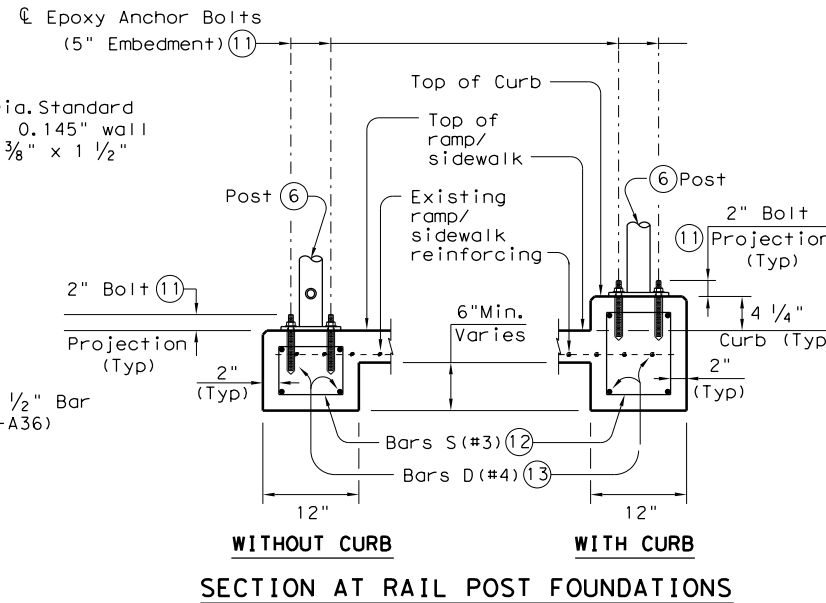 ℄ Epoxy Anchor Bolts
(5" Embedment) 11
ia. Standard
0.145" wall
⅜" x 1 ½"
Top of Curb
Top of
ramp/
sidewalk
Post 6
Existing
ramp/
sidewalk
reinforcing
6 Post
2" Bolt
11 Projection
(Typ)
2" Bolt 11
Projection
(Typ)
6"Min.
Varies
4 ¼"
Curb (Typ
2"
(Typ)
2"
(Typ)
½" Bar
-A36)
Bars S(#3) 12
Bars D(#4) 13
12"
12"
WITHOUT CURB
WITH CURB
SECTION AT RAIL POST FOUNDATIONS